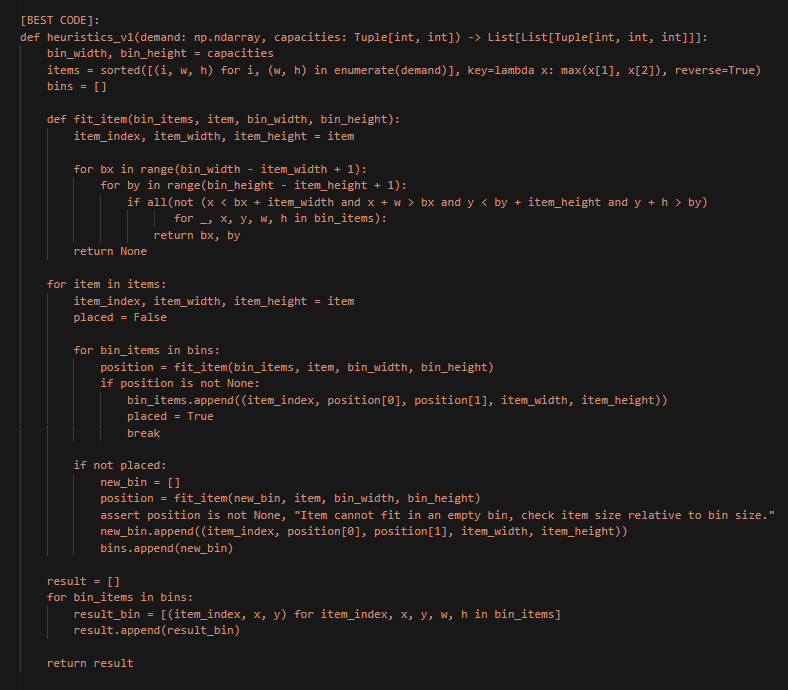 [BEST CODE]:
def heuristics_v1(demand: np.ndarray, capacities: Tuple[int, int]) -> List[List[Tuple[int, int, int]]]:
    bin_width, bin_height = capacities
    items = sorted([(i, w, h) for i, (w, h) in enumerate(demand)], key=lambda x: max(x[1], x[2]), reverse=True)
    bins = []

    def fit_item(bin_items, item, bin_width, bin_height):
        item_index, item_width, item_height = item

        for bx in range(bin_width - item_width + 1):
            for by in range(bin_height - item_height + 1):
                if all(not (x < bx + item_width and x + w > bx and y < by + item_height and y + h > by)
                       for _, x, y, w, h in bin_items):
                    return bx, by
        return None

    for item in items:
        item_index, item_width, item_height = item
        placed = False

        for bin_items in bins:
            position = fit_item(bin_items, item, bin_width, bin_height)
            if position is not None:
                bin_items.append((item_index, position[0], position[1], item_width, item_height))
                placed = True
                break

        if not placed:
            new_bin = []
            position = fit_item(new_bin, item, bin_width, bin_height)
            assert position is not None, "Item cannot fit in an empty bin, check item size relative to bin size."
            new_bin.append((item_index, position[0], position[1], item_width, item_height))
            bins.append(new_bin)

    result = []
    for bin_items in bins:
        result_bin = [(item_index, x, y) for item_index, x, y, w, h in bin_items]
        result.append(result_bin)

    return result